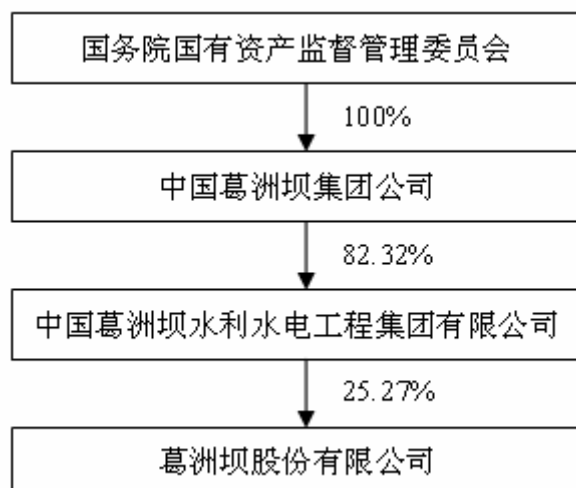 国务院国有资产监督管理委员会
100%
中国葛洲坝集团公司
82.32%
中国葛洲坝水利水电工程集团有限公司
25.27%
葛洲坝股份有限公司